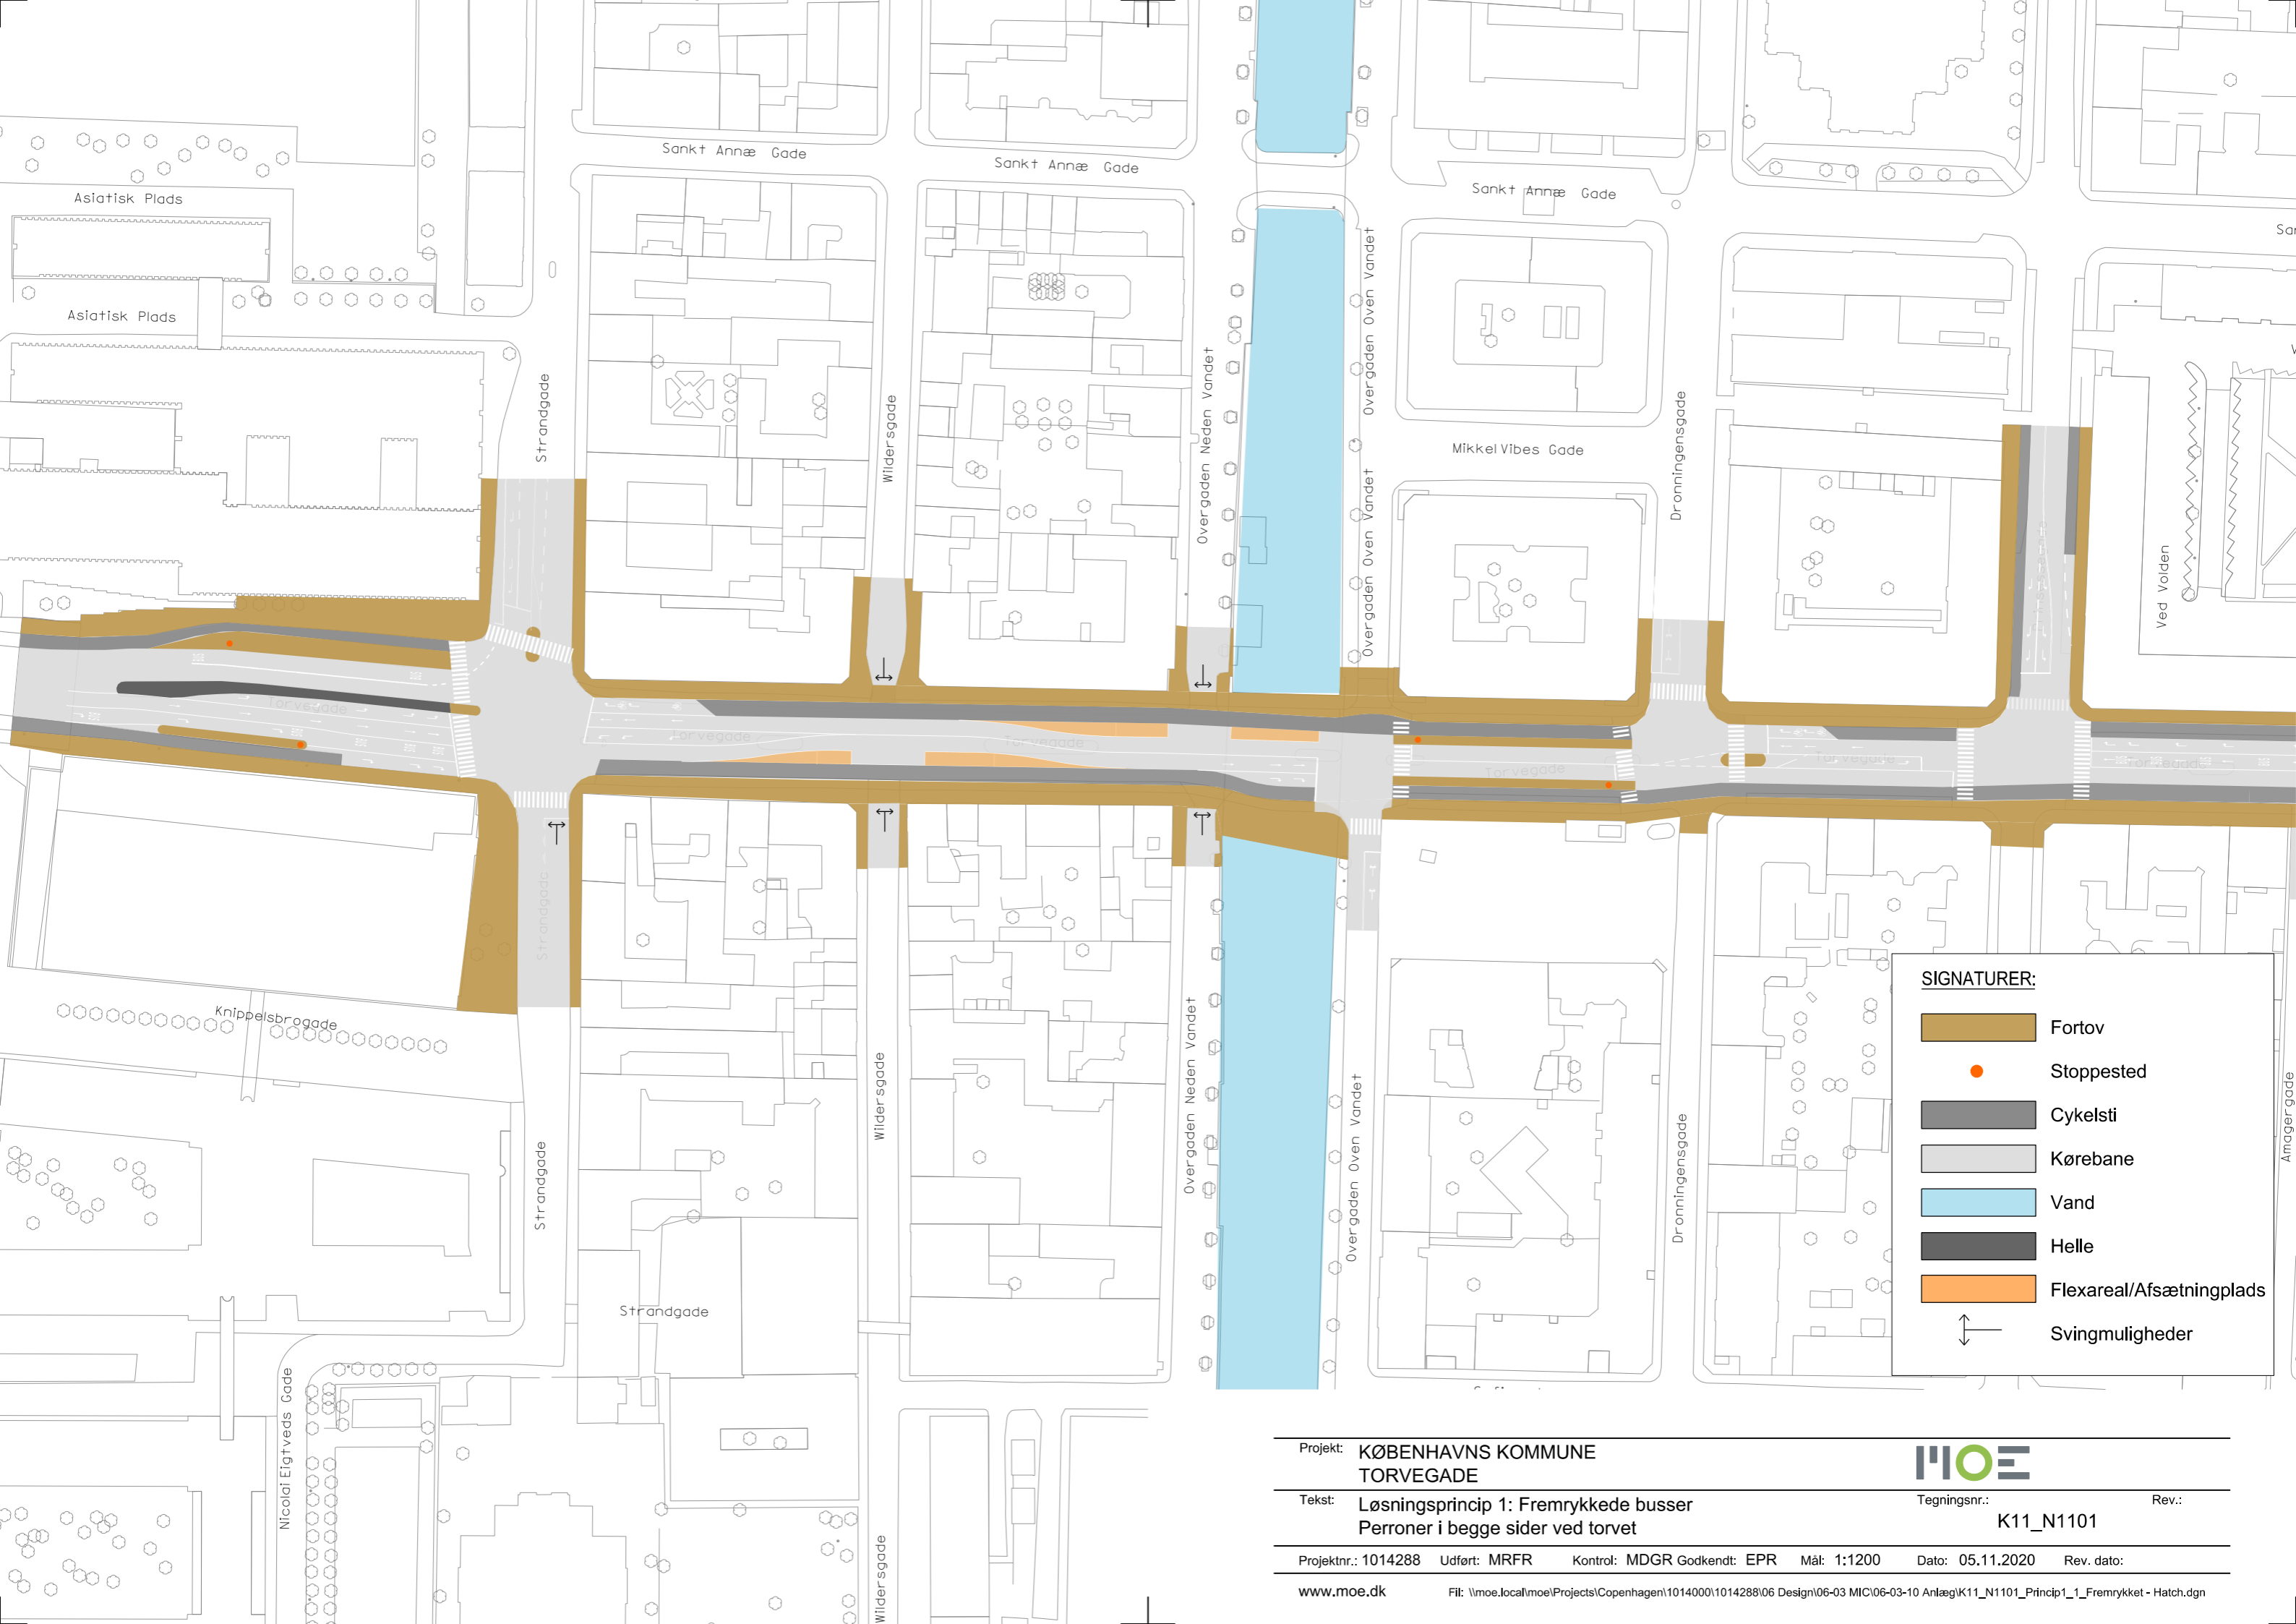 Sankt Annæ Gade
Sankt Annæ Gade
Sankt Annæ Gade
Asiatisk Plads
Asiatisk Plads
Strandgade
Wildersgade
Overgaden Neden Vandet
Overgaden Oven Vandet
Overgaden Oven Vandet
Overgaden Oven Vandet
Mikkel Vibes Gade
Dronningensgade
Ved Volden
Torvegade
Torvegade
Torvegade
Torvegade
Torvegade
Strandgade
Knippelsbrogade
Strandgade
Strandgade
Wildersgade
Wildersgade
Overgaden Neden Vandet
Overgaden Oven Vandet
Dronningensgade
Amagergade
Nicolai Eigtveds Gade
SIGNATURER:
Fortov
Stoppested
Cykelsti
Kørebane
Vand
Helle
Flexareal/Afsætningplads
Svingmuligheder
Projekt: KØBENHAVNS KOMMUNE
TORVEGADE
MOE
Tekst: Løsningsprincip 1: Fremrykkede busser
Perroner i begge sider ved torvet
Tegningsnr.: K11_N1101 Rev.:
Projektnr.: 1014288 Udført: MRFR Kontrol: MDGR Godkendt: EPR Mål: 1:1200 Dato: 05.11.2020 Rev. dato:
www.moe.dk Fil: \\moe.local\moe\Projects\Copenhagen\1014000\1014288\06 Design\06-03 MIC\06-03-10 Anlæg\K11_N1101_Princip1_1_Fremrykket - Hatch.dgn